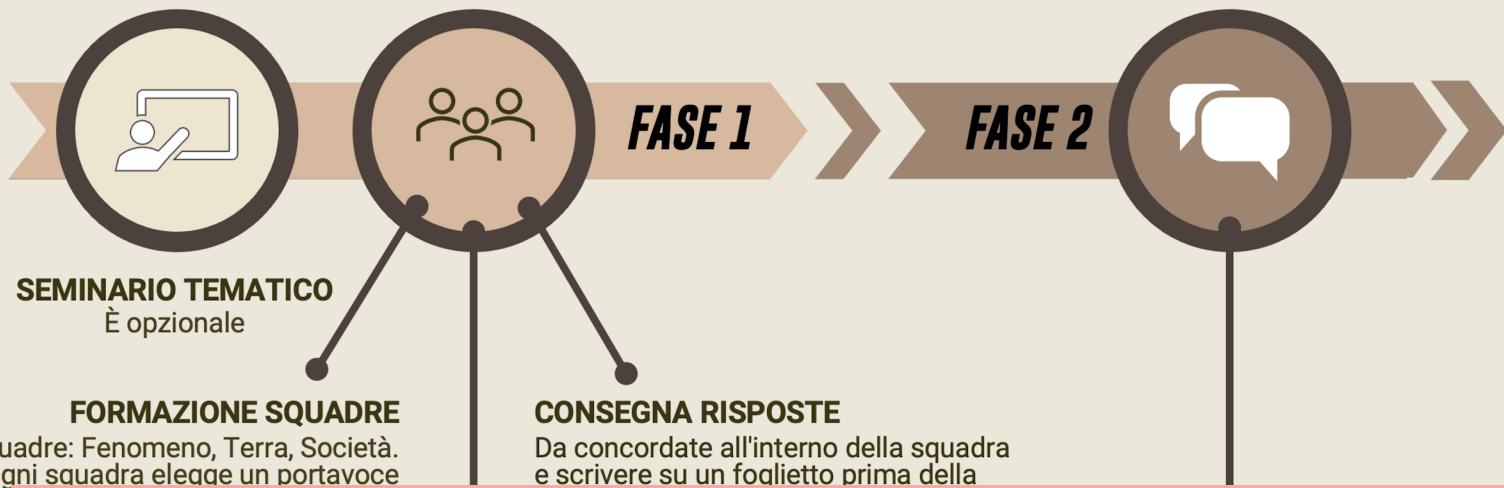 FASE 1
FASE 2
SEMINARIO TEMATICO
È opzionale
FORMAZIONE SQUADRE
Fenomeno, Terra, Società.
squadra elegge un portavoce
CONSEGNA RISPOSTE
Da concordate all'interno della squadra
e scrivere su un foglietto prima della